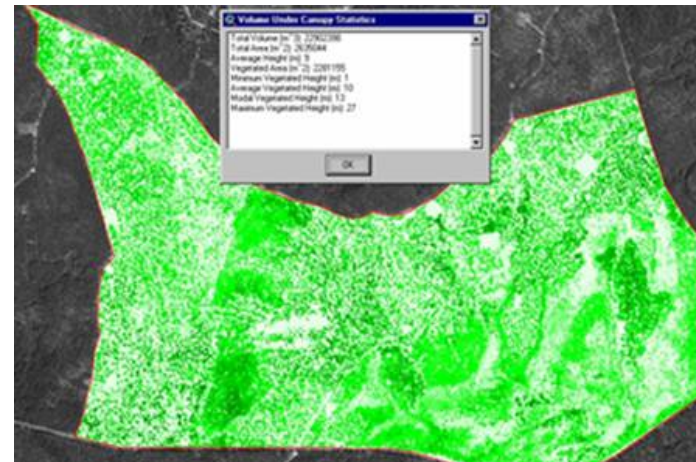 Volume Under Canopy Statistics
Total Volume (m^3): 22902386
Total Area (m^2): 2635044
Average Height (m): 9
Vegetated Area (m^2): 2281155
Minimum Vegetated Height (m): 1
Average Vegetated Height (m): 10
Modal Vegetated Height (m): 13
Maximum Vegetated Height (m): 27
OK